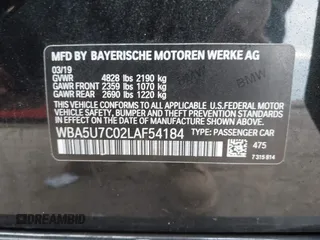 MFD BY BAYERISCHE MOTOREN WERKE AG
03/19
GVWR 4828 lbs 2190 kg
GAWR FRONT 2359 lbs 1070 kg
GAWR REAR 2690 lbs 1220 kg
BMW
THIS VEHICLE CONFORMS TO ALL APPLICABLE U.S. FEDERAL MOTOR
VEHICLE SAFETY, BUMPER, AND THEFT PREVENTION STANDARDS
IN EFFECT ON THE DATE OF MANUFACTURE SHOWN ABOVE.
WBA5U7C02LAF54184 TYPE: PASSENGER CAR
475
7 315 814
DREAMBID